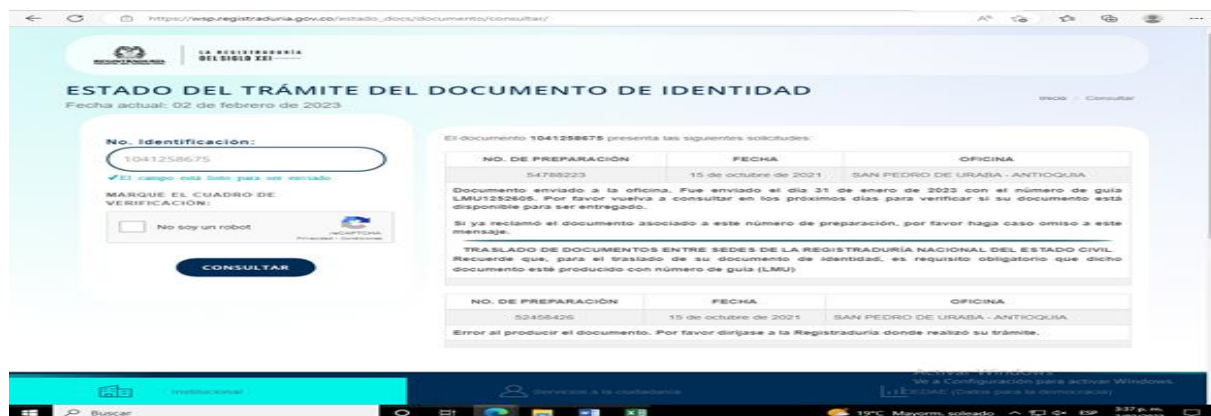 https://wsp.registraduria.gov.co/estado_docs/documento/consultar/
LA REGISTRADURÍA
DEL SIGLO XXI
ESTADO DEL TRÁMITE DEL DOCUMENTO DE IDENTIDAD
Fecha actual: 02 de febrero de 2023
Inicio / Consultar
No. Identificación:
1041258675
El campo está listo para ser enviado
MARQUE EL CUADRO DE
VERIFICACIÓN:
No soy un robot
reCAPTCHA
Privacidad - Condiciones
CONSULTAR
El documento 1041258675 presenta las siguientes solicitudes:
NO. DE PREPARACIÓN FECHA OFICINA
54788223 15 de octubre de 2021 SAN PEDRO DE URABA - ANTIOQUIA
Documento enviado a la oficina. Fue enviado el día 31 de enero de 2023 con el número de guía
LMU1252605. Por favor vuelva a consultar en los próximos días para verificar si su documento está
disponible para ser entregado.
Si ya reclamó el documento asociado a este número de preparación, por favor haga caso omiso a este
mensaje.
TRASLADO DE DOCUMENTOS ENTRE SEDES DE LA REGISTRADURÍA NACIONAL DEL ESTADO CIVIL
Recuerde que, para el traslado de su documento de identidad, es requisito obligatorio que dicho
documento esté producido con número de guía (LMU)
NO. DE PREPARACIÓN FECHA OFICINA
52458426 15 de octubre de 2021 SAN PEDRO DE URABA - ANTIOQUIA
Error al producir el documento. Por favor diríjase a la Registraduría donde realizó su trámite.
Institucional
Servicios a la ciudadanía
(Datos para la democracia)
Activar Windows
Ve a Configuración para activar Windows.
Buscar
19°C Mayorm. soleado
ESP
3:37 p. m.